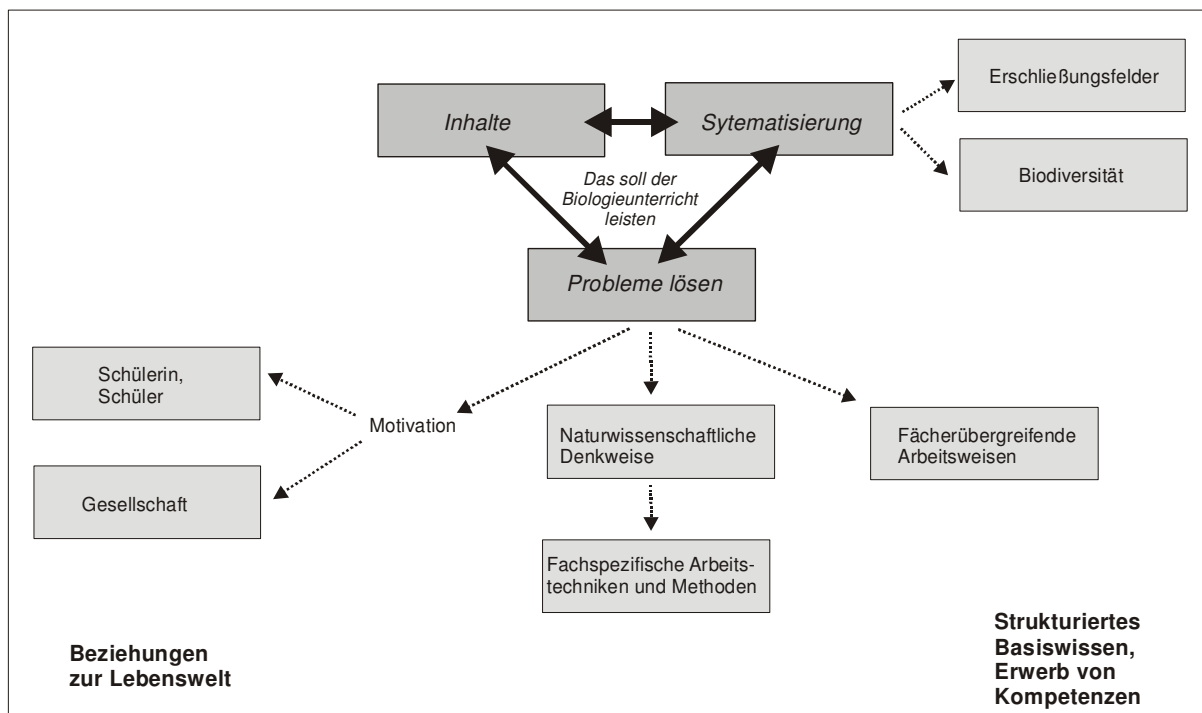 Erschließungsfelder
Inhalte
Sytematisierung
Das soll der
Biologieunterricht
leisten
Biodiversität
Probleme lösen
Schülerin,
Schüler
Motivation
Naturwissenschaftliche
Denkweise
Fächerübergreifende
Arbeitsweisen
Gesellschaft
Fachspezifische Arbeits-
techniken und Methoden
Beziehungen
zur Lebenswelt
Strukturiertes
Basiswissen,
Erwerb von
Kompetenzen